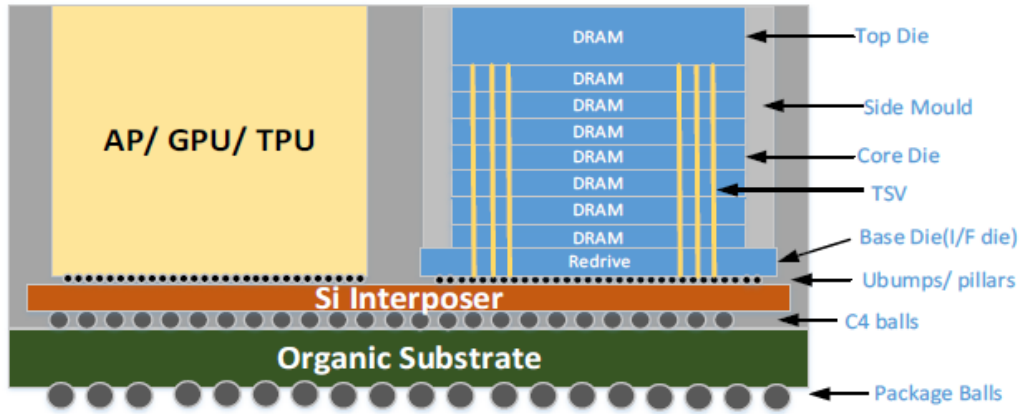 AP/ GPU/ TPU
DRAM
DRAM
DRAM
DRAM
DRAM
DRAM
DRAM
DRAM
Redrive
Si Interposer
Organic Substrate
Top Die
Side Mould
Core Die
TSV
Base Die(I/F die)
Ubumps/ pillars
C4 balls
Package Balls